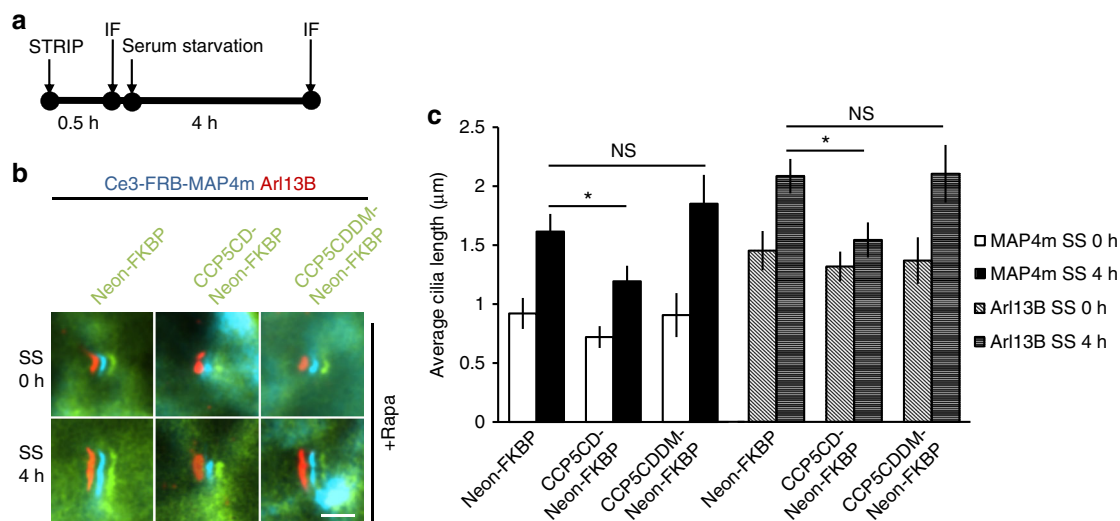 a
STRIP
IF
Serum starvation
IF
0.5 h
4 h
b
Ce3-FRB-MAP4m Arl13B
Neon-FKBP
CCP5CD-
Neon-FKBP
CCP5CDDM-
Neon-FKBP
SS
0 h
SS
4 h
+Rapa
c
Average cilia length (μm)
2.5
2
1.5
1
0.5
0
NS
*
NS
*
Neon-FKBP
CCP5CD-
Neon-FKBP
CCP5CDDM-
Neon-FKBP
Neon-FKBP
CCP5CD-
Neon-FKBP
CCP5CDDM-
Neon-FKBP
MAP4m SS 0 h
MAP4m SS 4 h
Arl13B SS 0 h
Arl13B SS 4 h